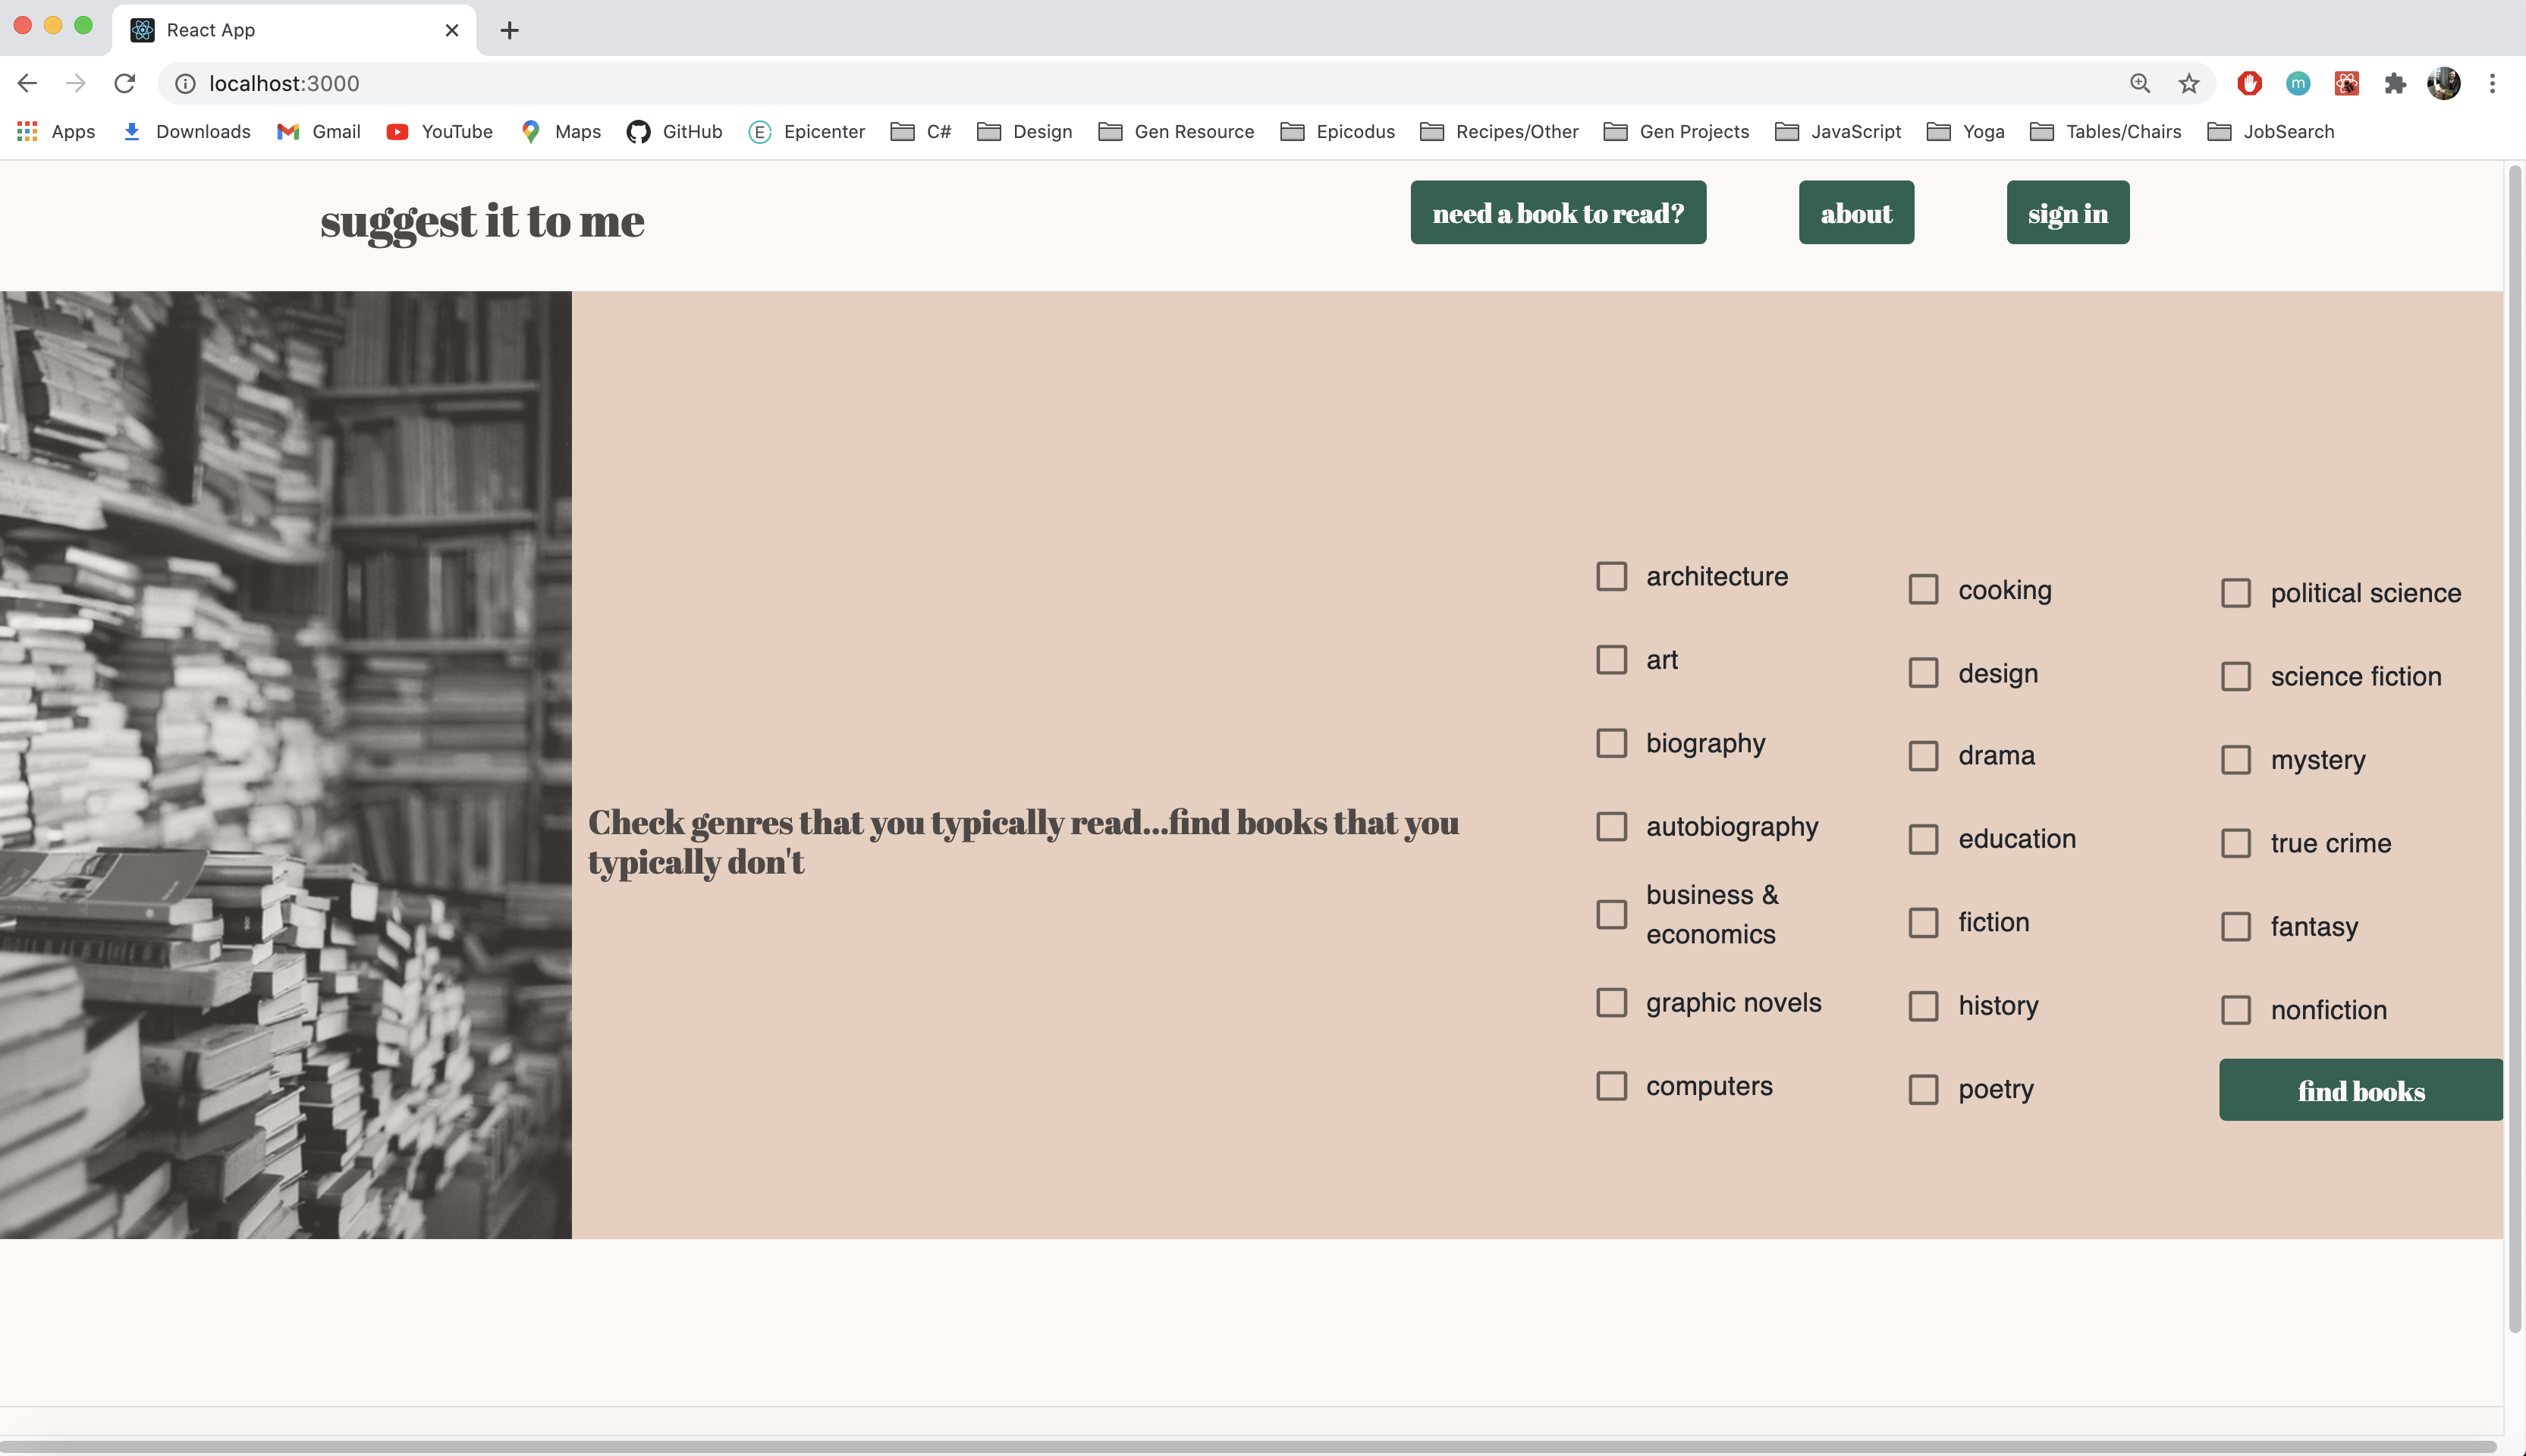 React App
localhost:3000
m
Apps Downloads Gmail YouTube Maps GitHub E Epicenter C# Design Gen Resource Epicodus Recipes/Other Gen Projects JavaScript Yoga Tables/Chairs JobSearch
suggest it to me
need a book to read? about sign in
Check genres that you typically read...find books that you
typically don't
architecture
art
biography
autobiography
business &
economics
graphic novels
computers
cooking
design
drama
education
fiction
history
poetry
political science
science fiction
mystery
true crime
fantasy
nonfiction
find books